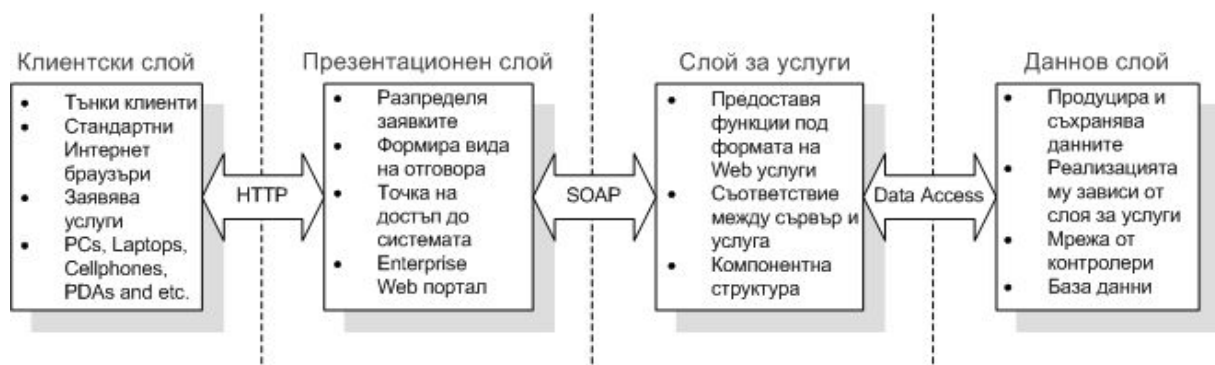 Клиентски слой
Тънки клиенти
Стандартни
Интернет
браузъри
Заявява
услуги
PCs, Laptops,
Cellphones,
PDAs and etc.
HTTP
Презентационен слой
Разпределя
заявките
Формира вида
на отговора
Точка на
достъп до
системата
Enterprise
Web портал
SOAP
Слой за услуги
Предоставя
функции под
формата на
Web услуги
Съответствие
между сървър и
услуга
Компонентна
структура
Data Access
Даннов слой
Продуцира и
съхранява
данните
Реализацията
му зависи от
слоя за услуги
Мрежа от
контролери
База данни